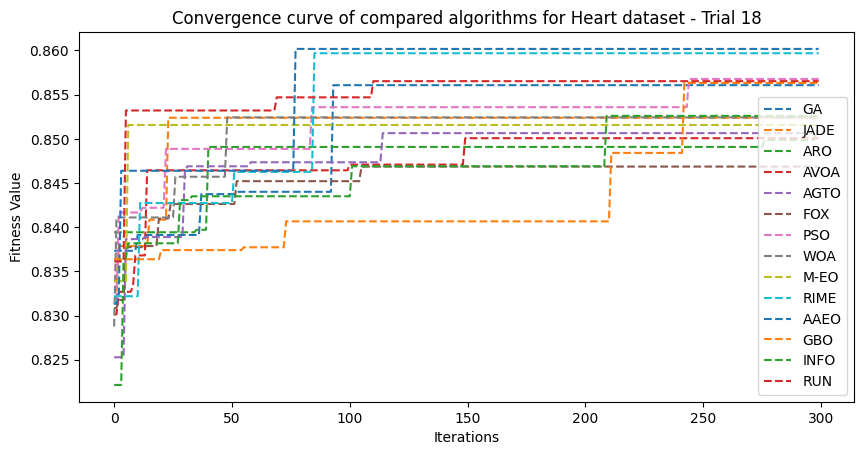 Convergence curve of compared algorithms for Heart dataset - Trial 18
Fitness Value
0.860
0.855
0.850
0.845
0.840
0.835
0.830
0.825
0
50
100
150
200
250
300
Iterations
GA
JADE
ARO
AVOA
AGTO
FOX
PSO
WOA
M-EO
RIME
AAEO
GBO
INFO
RUN